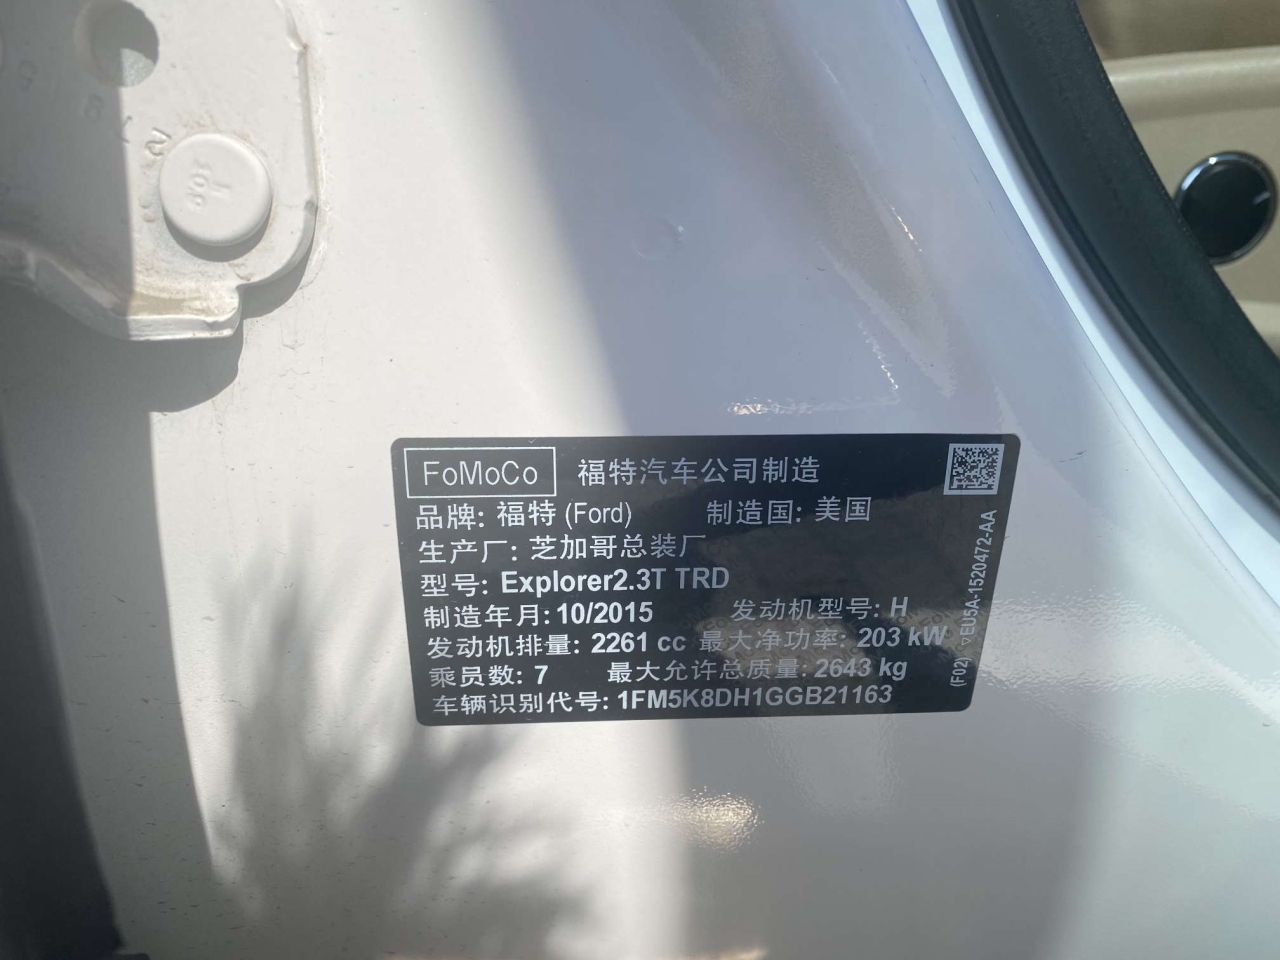 FoMoCo 福特汽车公司制造
品牌: 福特 (Ford) 制造国: 美国
生产厂: 芝加哥总装厂
型号: Explorer2.3T TRD
制造年月: 10/2015 发动机型号: H
发动机排量: 2261 cc 最大净功率: 203 kW
乘员数: 7 最大允许总质量: 2643 kg
车辆识别代号: 1FM5K8DH1GGB21163
(F02) ▽EU5A-1520472-AA